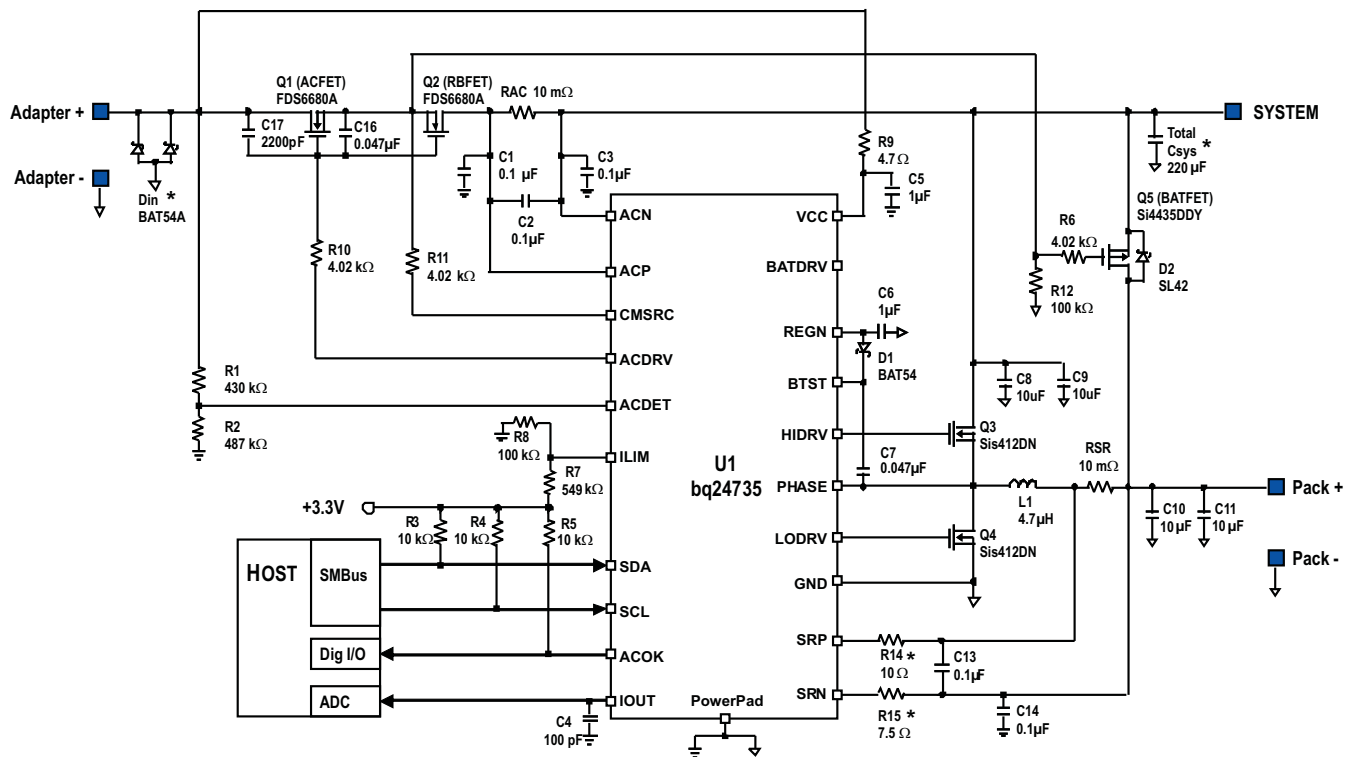 Adapter +
Adapter -
Din *
BAT54A
C17
2200pF
Q1 (ACFET)
FDS6680A
C16
0.047µF
Q2 (RBFET)
FDS6680A
RAC 10 mΩ
C1
0.1 µF
C3
0.1µF
C2
0.1µF
R10
4.02 kΩ
R11
4.02 kΩ
R9
4.7 Ω
C5
1µF
SYSTEM
Total
Csys *
220 µF
Q5 (BATFET)
Si4435DDY
R6
4.02 kΩ
R12
100 kΩ
D2
SL42
R1
430 kΩ
R2
487 kΩ
R8
100 kΩ
R7
549 kΩ
+3.3V
R3
10 kΩ
R4
10 kΩ
R5
10 kΩ
HOST
SMBus
Dig I/O
ADC
C4
100 pF
ACN
ACP
CMSRC
ACDRV
ACDET
ILIM
SDA
SCL
ACOK
IOUT
U1
bq24735
PowerPad
VCC
BATDRV
REGN
BTST
HIDRV
PHASE
LODRV
GND
SRP
SRN
C6
1µF
D1
BAT54
C7
0.047µF
C8
10uF
C9
10uF
Q3
Sis412DN
Q4
Sis412DN
L1
4.7µH
RSR
10 mΩ
C10
10 µF
C11
10 µF
Pack +
Pack -
R14 *
10 Ω
C13
0.1µF
R15 *
7.5 Ω
C14
0.1µF